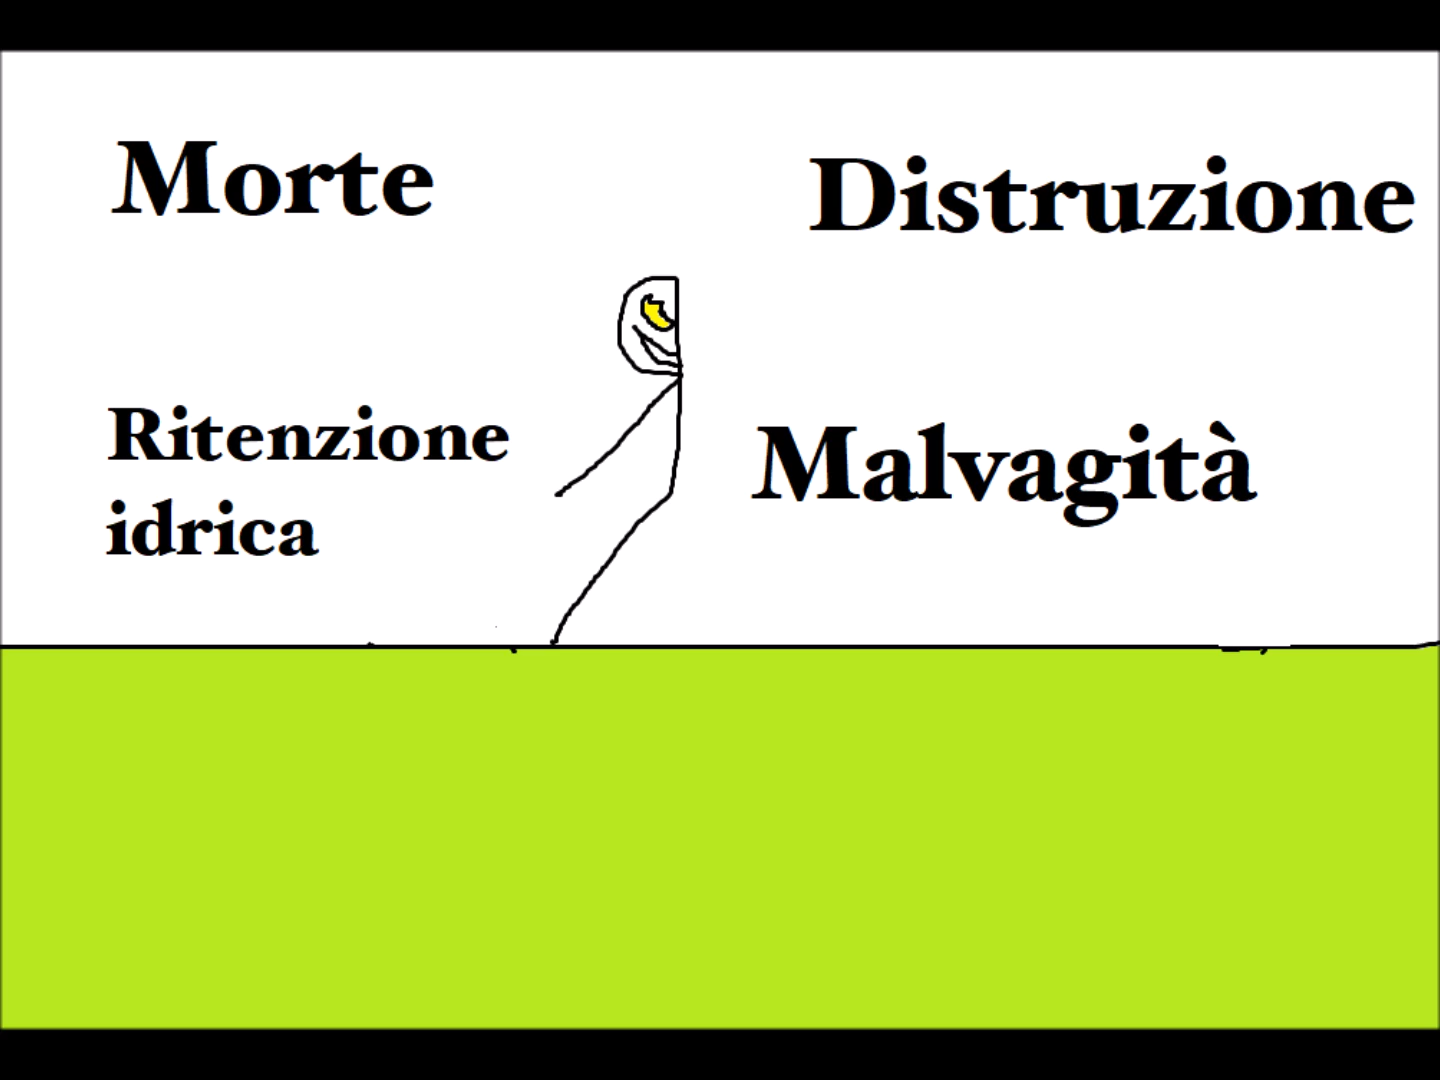 Morte
Distruzione
Ritenzione
idrica
Malvagità